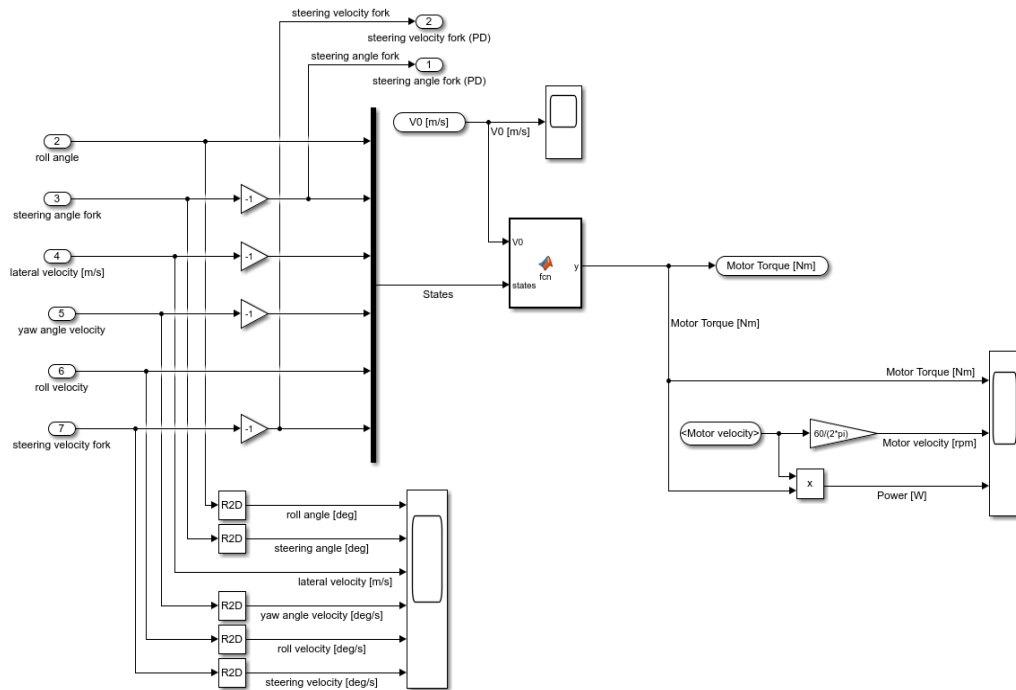 steering velocity fork
2
steering velocity fork (PD)
steering angle fork
1
steering angle fork (PD)
V0 [m/s]
V0 [m/s]
2
roll angle
3
steering angle fork
-1
4
lateral velocity [m/s]
-1
5
yaw angle velocity
-1
6
roll velocity
7
steering velocity fork
-1
States
V0
states
fcn
y
Motor Torque [Nm]
Motor Torque [Nm]
Motor Torque [Nm]
<Motor velocity>
60/(2*pi)
Motor velocity [rpm]
x
Power [W]
R2D
roll angle [deg]
R2D
steering angle [deg]
lateral velocity [m/s]
R2D
yaw angle velocity [deg/s]
R2D
roll velocity [deg/s]
R2D
steering velocity [deg/s]